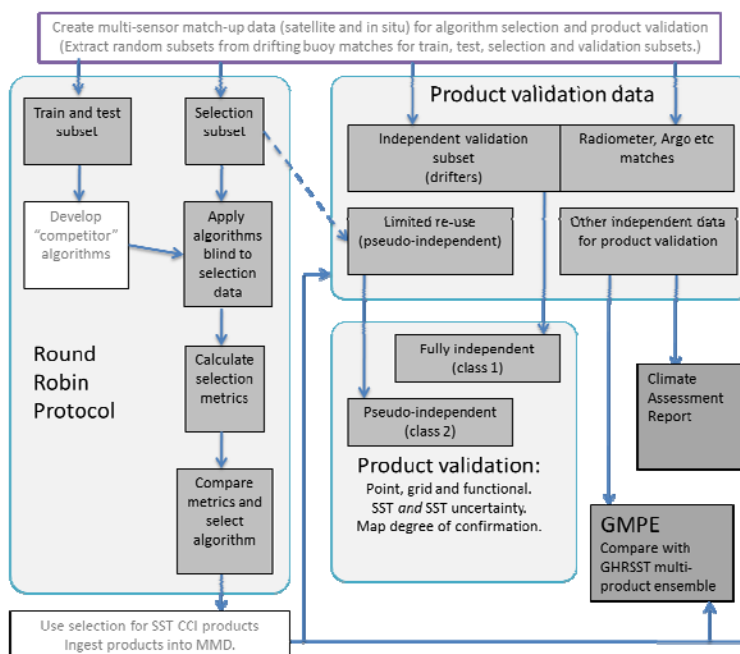 Create multi-sensor match-up data (satellite and in situ) for algorithm selection and product validation
(Extract random subsets from drifting buoy matches for train, test, selection and validation subsets.)
Train and test
subset
Selection
subset
Develop
“competitor”
algorithms
Apply
algorithms
blind to
selection
data
Round
Robin
Protocol
Calculate
selection
metrics
Compare
metrics and
select
algorithm
Use selection for SST CCI products
Ingest products into MMD.
Product validation data
Independent validation
subset
(drifters)
Radiometer, Argo etc
matches
Limited re-use
(pseudo-independent)
Other independent data
for product validation
Fully independent
(class 1)
Pseudo-independent
(class 2)
Product validation:
Point, grid and functional.
SST and SST uncertainty.
Map degree of confirmation.
Climate
Assessment
Report
GMPE
Compare with
GHRSST multi-
product ensemble